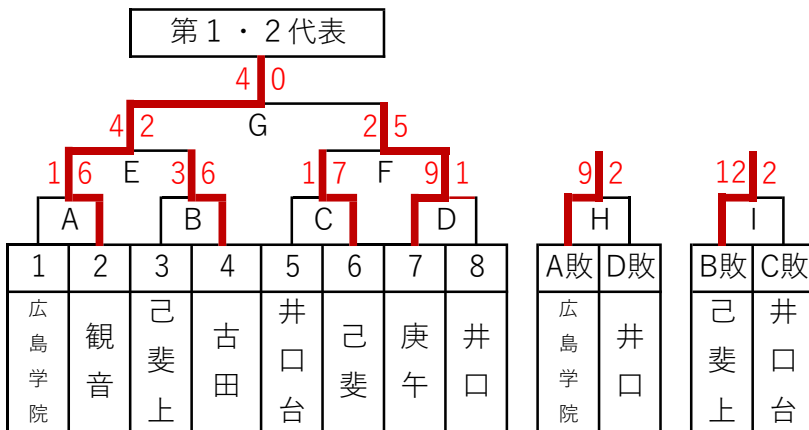 第１・２代表
4 0
4 2 G 2 5
1 6 E 3 6 1 7 F 9 1 9 2 12 2
A B C D H I
1 2 3 4 5 6 7 8 A敗 D敗 B敗 C敗
広島学院
観音
己斐上
古田
井口台
己斐
庚午
井口
広島学院
井口
己斐上
井口台